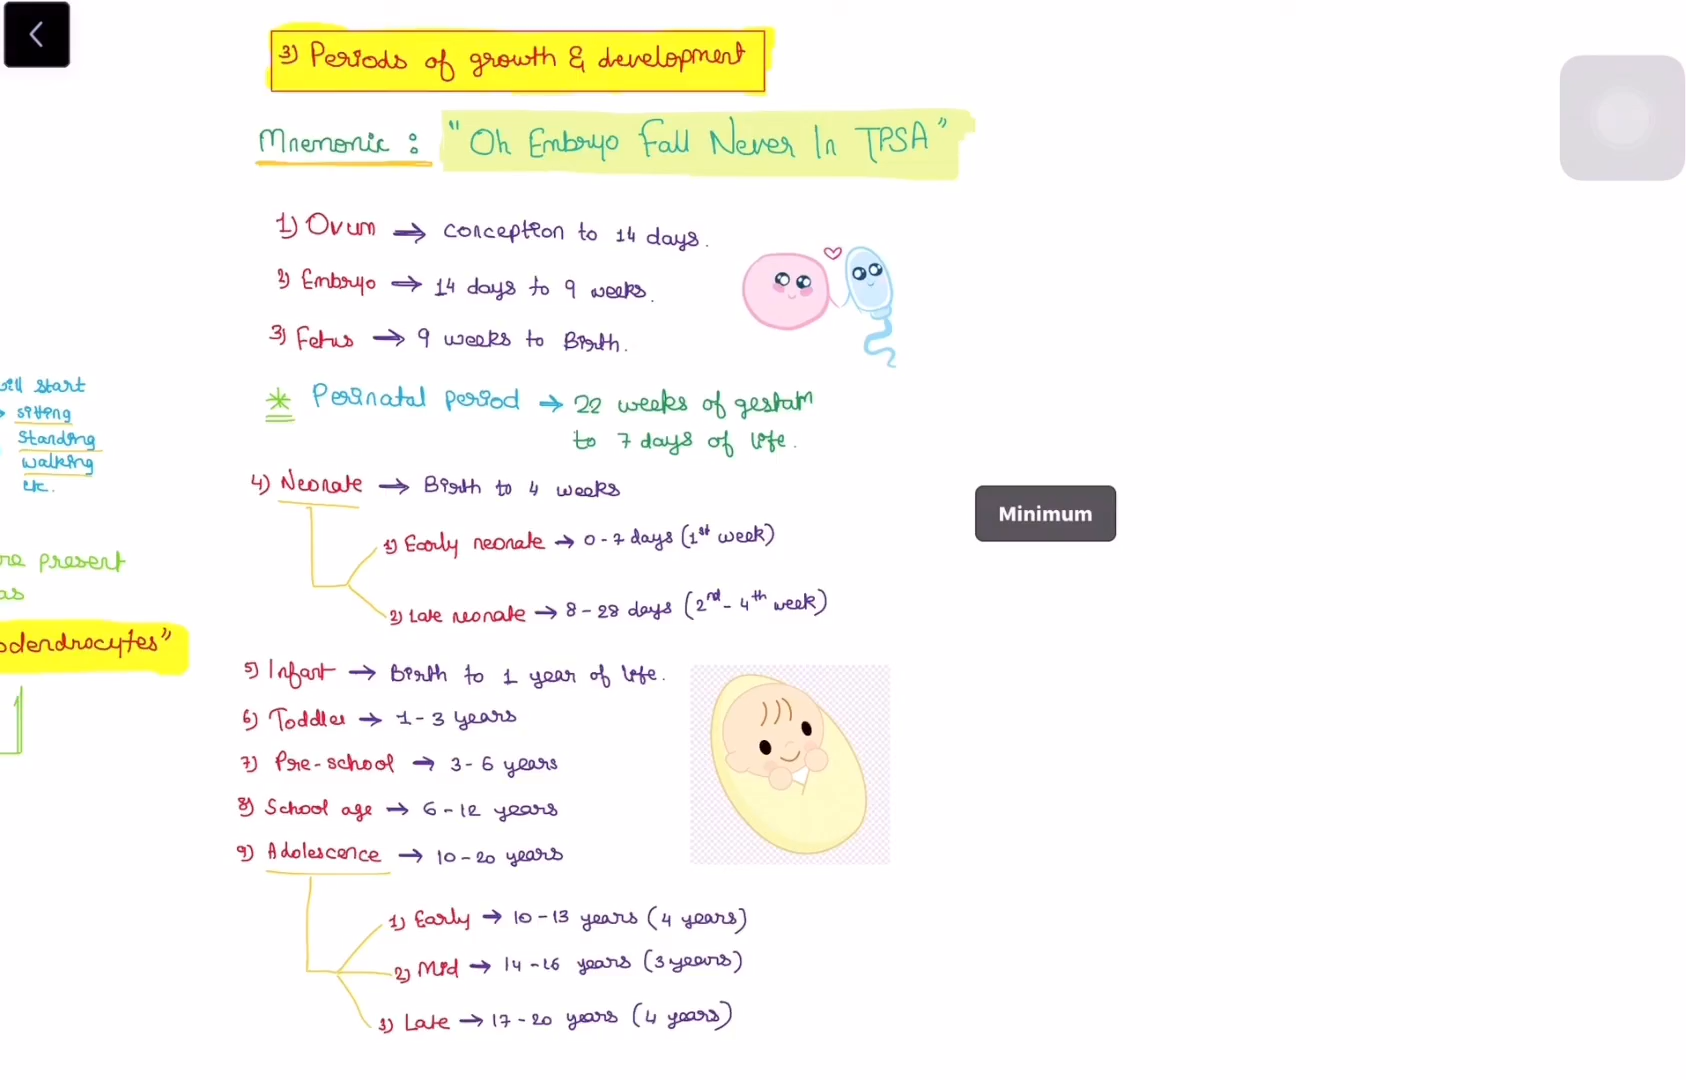 3) Periods of growth & development
Mnemonic : "Oh Embryo Fall Never In TPSA"
1) Ovum → conception to 14 days.
2) Embryo → 14 days to 9 weeks.
3) Fetus → 9 weeks to Birth.
* Perinatal period → 22 weeks of gestatn
to 7 days of life.
4) Neonate → Birth to 4 weeks
1) Early neonate → 0-7 days (1st week)
2) Late neonate → 8-28 days (2nd - 4th week)
5) Infant → Birth to 1 year of life.
6) Toddler → 1-3 years
7) Pre-school → 3-6 years
8) School age → 6-12 years
9) Adolescence → 10-20 years
1) Early → 10-13 years (4 years)
2) Mid → 14-16 years (3 years)
3) Late → 17-20 years (4 years)
will start
→ sitting
standing
walking
etc.
present
as
odendrocytes"
Minimum